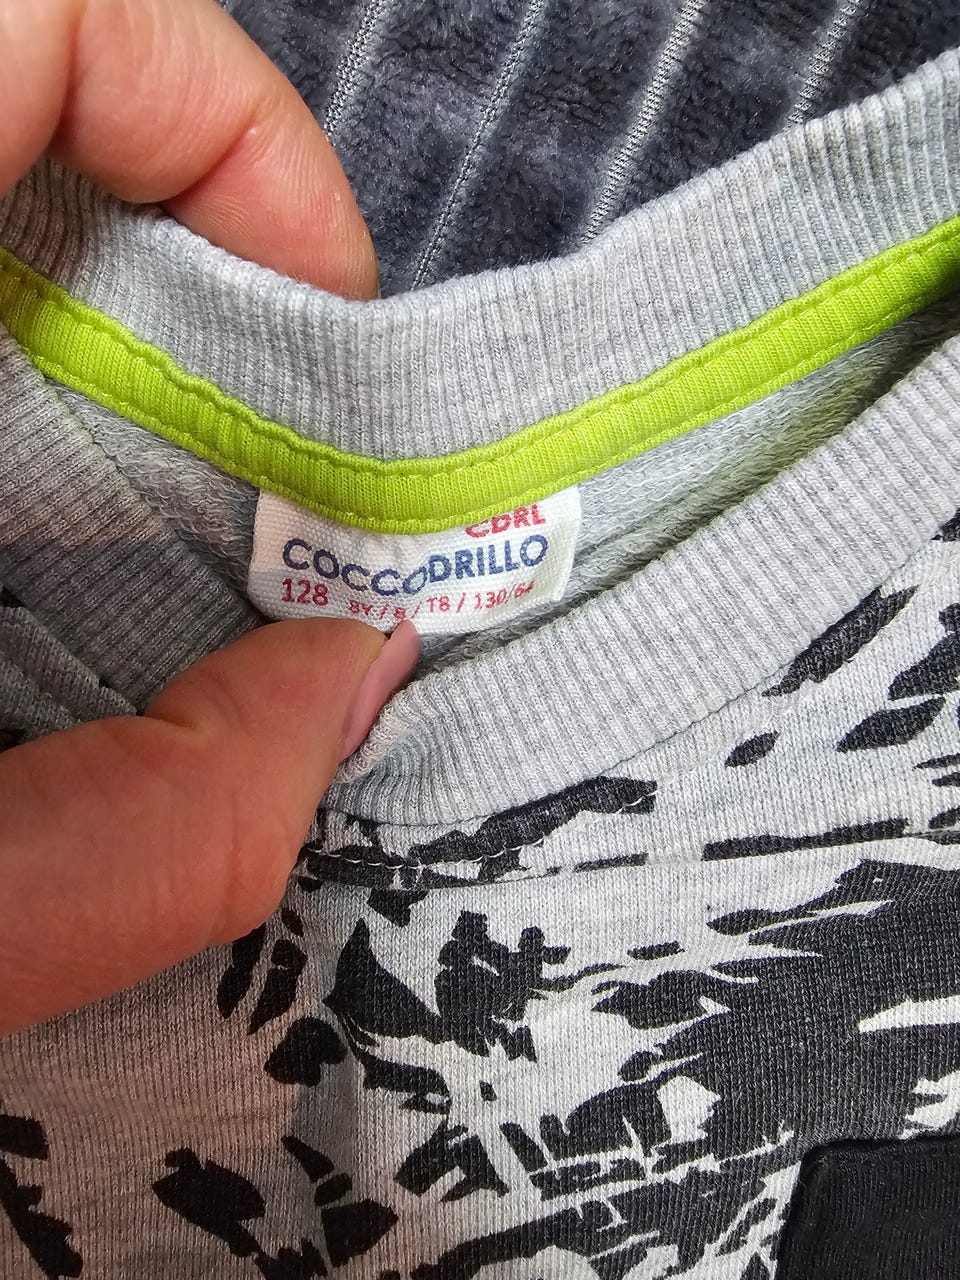 CDRL
COCCODRILLO
128 8Y / 8 / T8 / 130/64